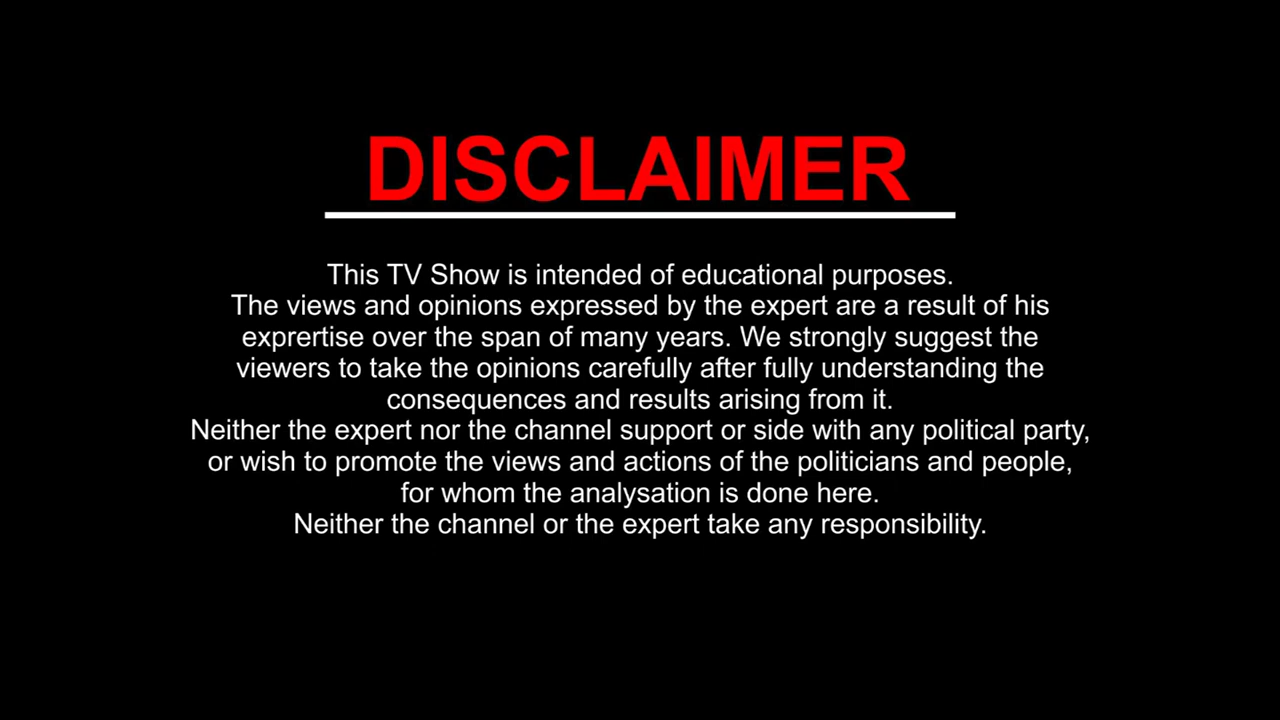 DISCLAIMER
This TV Show is intended of educational purposes.
The views and opinions expressed by the expert are a result of his
exprertise over the span of many years. We strongly suggest the
viewers to take the opinions carefully after fully understanding the
consequences and results arising from it.
Neither the expert nor the channel support or side with any political party,
or wish to promote the views and actions of the politicians and people,
for whom the analysation is done here.
Neither the channel or the expert take any responsibility.